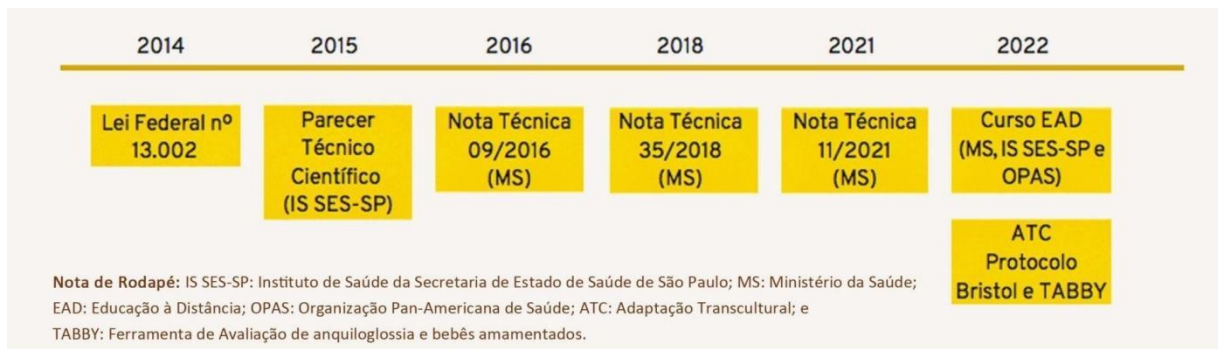 2014 2015 2016 2018 2021 2022
Lei Federal nº
13.002
Parecer
Técnico
Científico
(IS SES-SP)
Nota Técnica
09/2016
(MS)
Nota Técnica
35/2018
(MS)
Nota Técnica
11/2021
(MS)
Curso EAD
(MS, IS SES-SP e
OPAS)
ATC
Protocolo
Bristol e TABBY
Nota de Rodapé: IS SES-SP: Instituto de Saúde da Secretaria de Estado de Saúde de São Paulo; MS: Ministério da Saúde;
EAD: Educação à Distância; OPAS: Organização Pan-Americana de Saúde; ATC: Adaptação Transcultural; e
TABBY: Ferramenta de Avaliação de anquiloglossia e bebês amamentados.